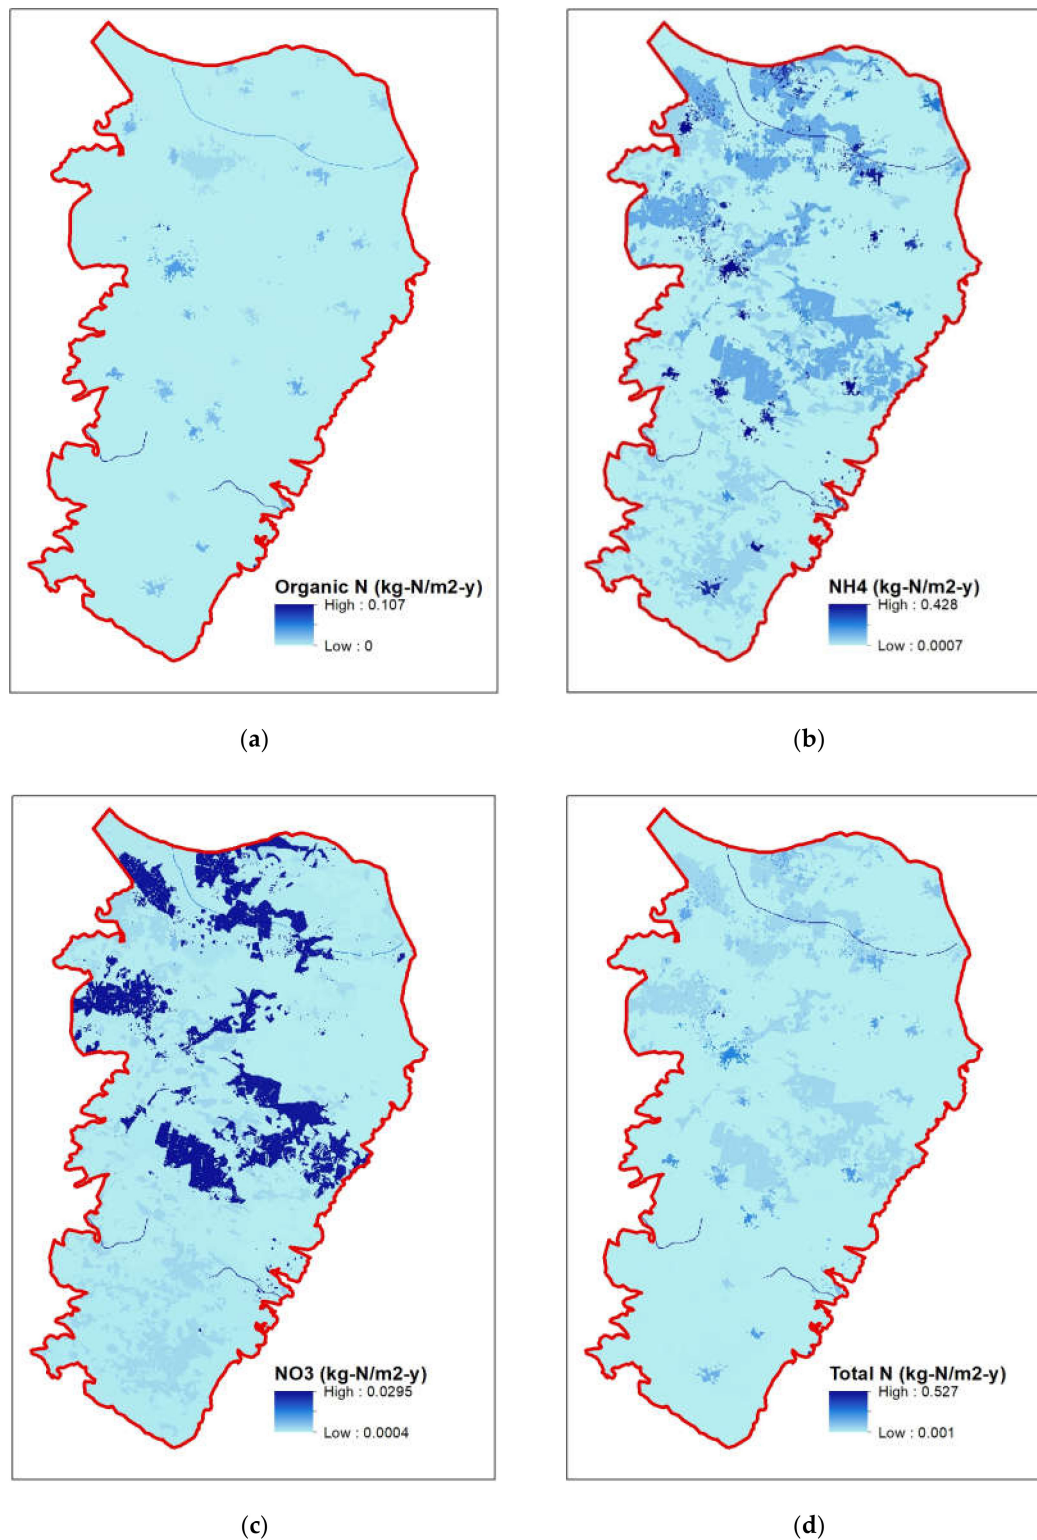 Organic N (kg-N/m2-y)
High : 0.107
Low : 0
(a)
NH4 (kg-N/m2-y)
High : 0.428
Low : 0.0007
(b)
NO3 (kg-N/m2-y)
High : 0.0295
Low : 0.0004
(c)
Total N (kg-N/m2-y)
High : 0.527
Low : 0.001
(d)